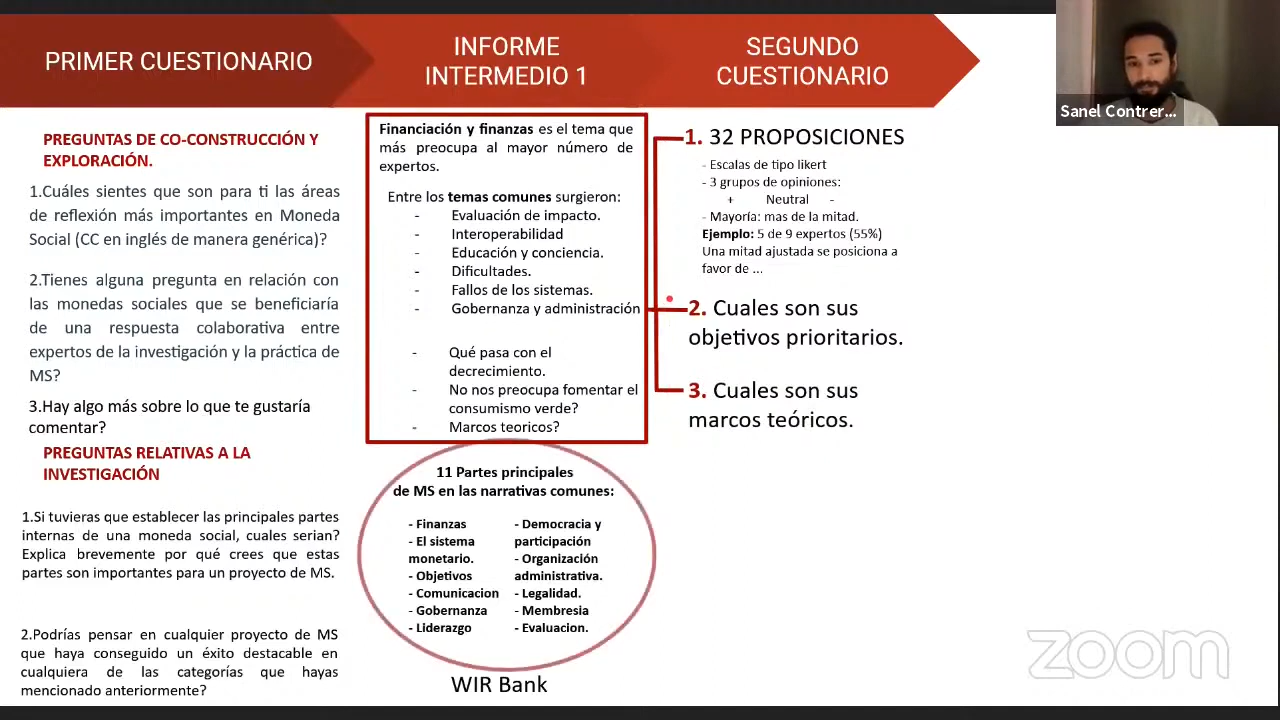 PRIMER CUESTIONARIO
INFORME
INTERMEDIO 1
SEGUNDO
CUESTIONARIO
Sanel Contrer...
PREGUNTAS DE CO-CONSTRUCCIÓN Y
EXPLORACIÓN.
1.Cuáles sientes que son para ti las áreas
de reflexión más importantes en Moneda
Social (CC en inglés de manera genérica)?
2.Tienes alguna pregunta en relación con
las monedas sociales que se beneficiaría
de una respuesta colaborativa entre
expertos de la investigación y la práctica de
MS?
3.Hay algo más sobre lo que te gustaría
comentar?
PREGUNTAS RELATIVAS A LA
INVESTIGACIÓN
1.Si tuvieras que establecer las principales partes
internas de una moneda social, cuales serian?
Explica brevemente por qué crees que estas
partes son importantes para un proyecto de MS.
2.Podrías pensar en cualquier proyecto de MS
que haya conseguido un éxito destacable en
cualquiera de las categorías que hayas
mencionado anteriormente?
Financiación y finanzas es el tema que
más preocupa al mayor número de
expertos.
Entre los temas comunes surgieron:
- Evaluación de impacto.
- Interoperabilidad
- Educación y conciencia.
- Dificultades.
- Fallos de los sistemas.
- Gobernanza y administración
- Qué pasa con el
decrecimiento.
- No nos preocupa fomentar el
consumismo verde?
- Marcos teoricos?
11 Partes principales
de MS en las narrativas comunes:
- Finanzas
- El sistema
monetario.
- Objetivos
- Comunicacion
- Gobernanza
- Liderazgo
- Democracia y
participación
- Organización
administrativa.
- Legalidad.
- Membresia
- Evaluacion.
WIR Bank
1. 32 PROPOSICIONES
- Escalas de tipo likert
- 3 grupos de opiniones:
+ Neutral -
- Mayoría: mas de la mitad.
Ejemplo: 5 de 9 expertos (55%)
Una mitad ajustada se posiciona a
favor de ...
2. Cuales son sus
objetivos prioritarios.
3. Cuales son sus
marcos teóricos.
zoom